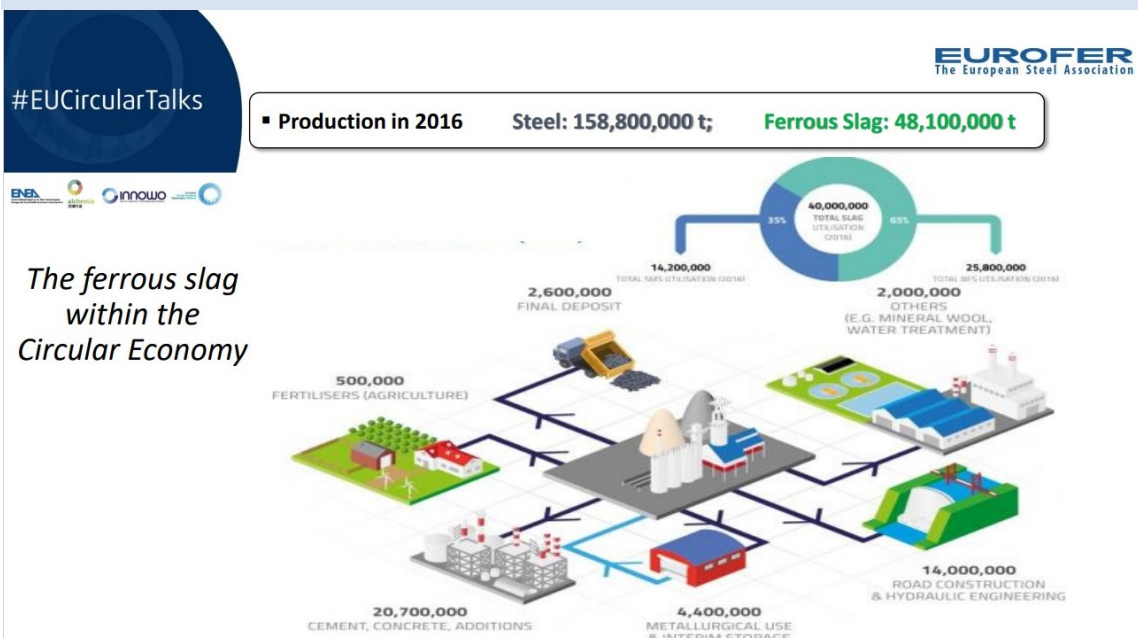 EUROFER
The European Steel Association
#EUCircularTalks
▪ Production in 2016 Steel: 158,800,000 t; Ferrous Slag: 48,100,000 t
ENEA
INNOWO
The ferrous slag
within the
Circular Economy
40,000,000
TOTAL SLAG
UTILISATION
(2016)
35%
65%
14,200,000
TOTAL SMS UTILISATION (2016)
25,800,000
TOTAL BFS UTILISATION (2016)
2,600,000
FINAL DEPOSIT
2,000,000
OTHERS
(E.G. MINERAL WOOL,
WATER TREATMENT)
500,000
FERTILISERS (AGRICULTURE)
14,000,000
ROAD CONSTRUCTION
& HYDRAULIC ENGINEERING
20,700,000
CEMENT, CONCRETE, ADDITIONS
4,400,000
METALLURGICAL USE
& INTERIM STORAGE